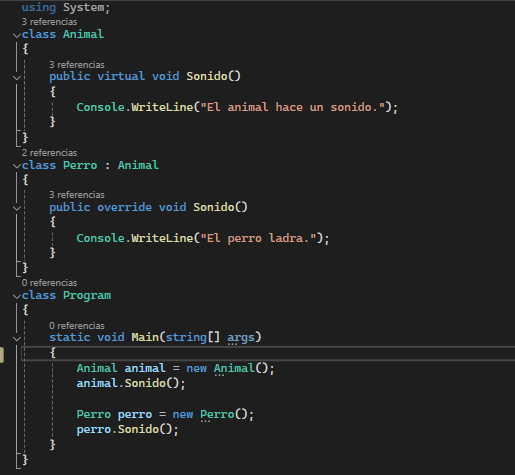 using System;
3 referencias
class Animal
{
3 referencias
public virtual void Sonido()
{
Console.WriteLine("El animal hace un sonido.");
}
}
2 referencias
class Perro : Animal
{
3 referencias
public override void Sonido()
{
Console.WriteLine("El perro ladra.");
}
}
0 referencias
class Program
{
0 referencias
static void Main(string[] args)
{
Animal animal = new Animal();
animal.Sonido();
Perro perro = new Perro();
perro.Sonido();
}
}